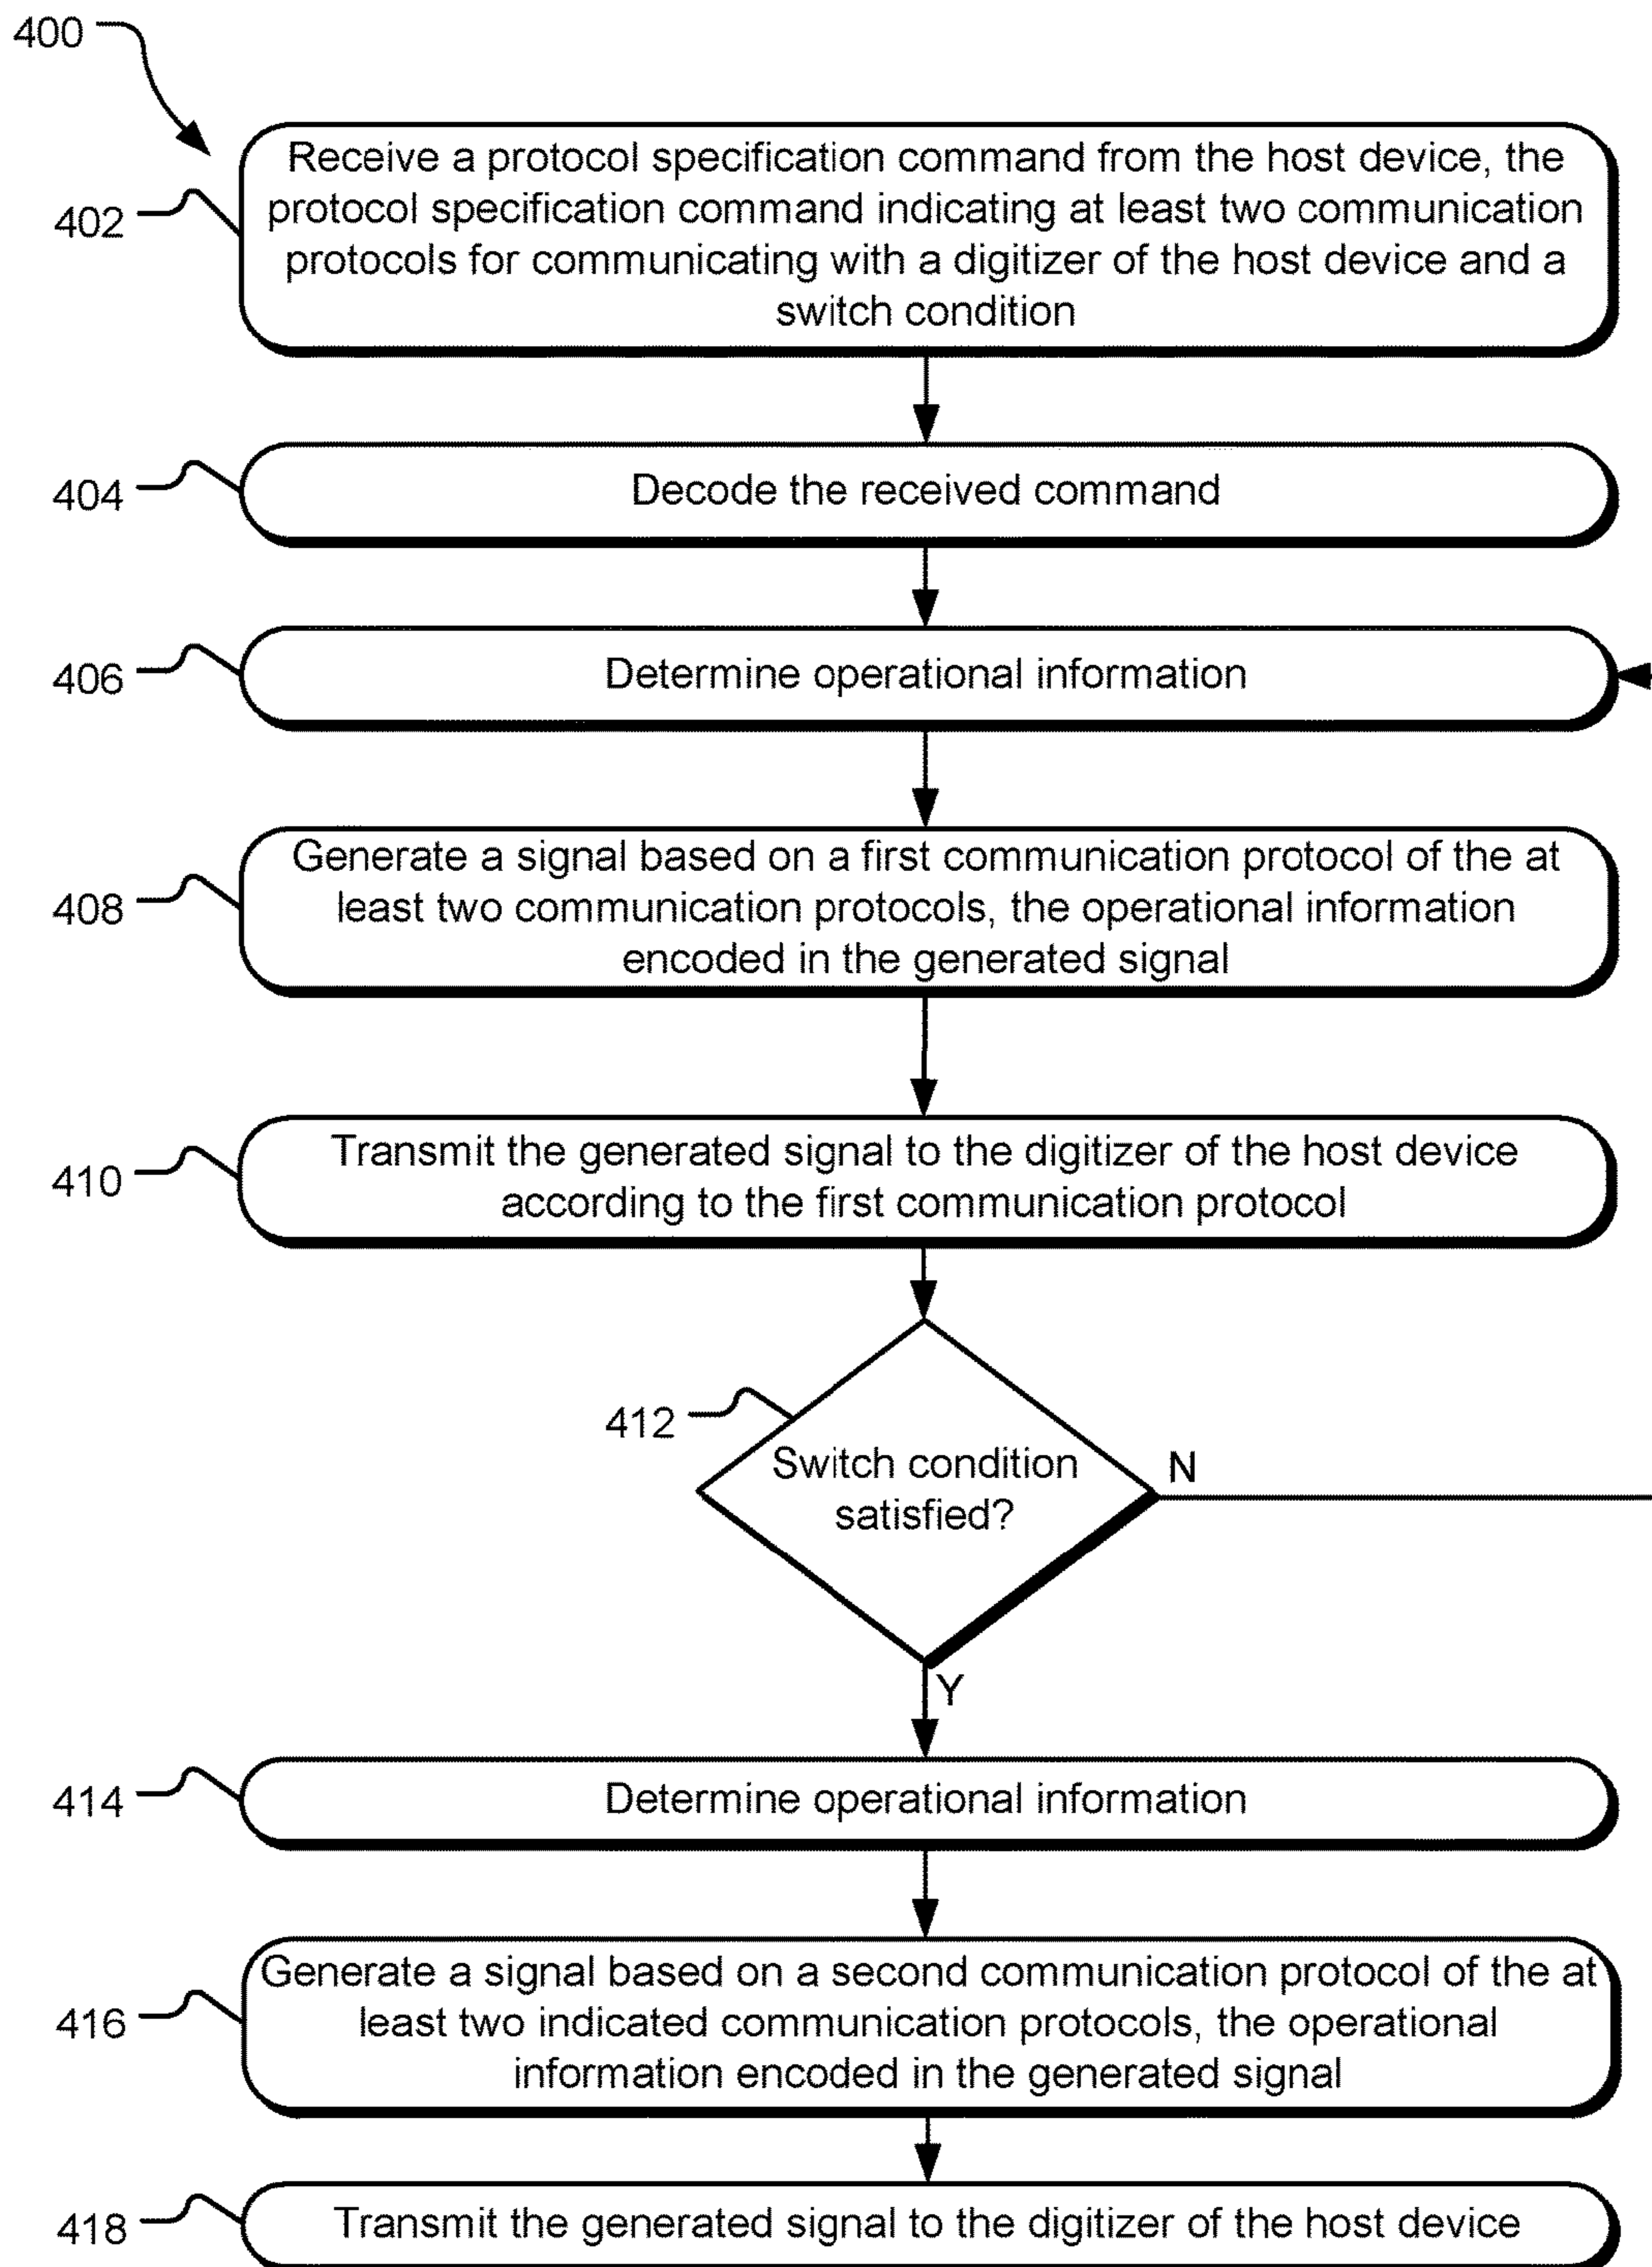 400
402
Receive a protocol specification command from the host device, the
protocol specification command indicating at least two communication
protocols for communicating with a digitizer of the host device and a
switch condition
404
Decode the received command
406
Determine operational information
408
Generate a signal based on a first communication protocol of the at
least two communication protocols, the operational information
encoded in the generated signal
410
Transmit the generated signal to the digitizer of the host device
according to the first communication protocol
412
Switch condition
satisfied?
N
Y
414
Determine operational information
416
Generate a signal based on a second communication protocol of the at
least two indicated communication protocols, the operational
information encoded in the generated signal
418
Transmit the generated signal to the digitizer of the host device